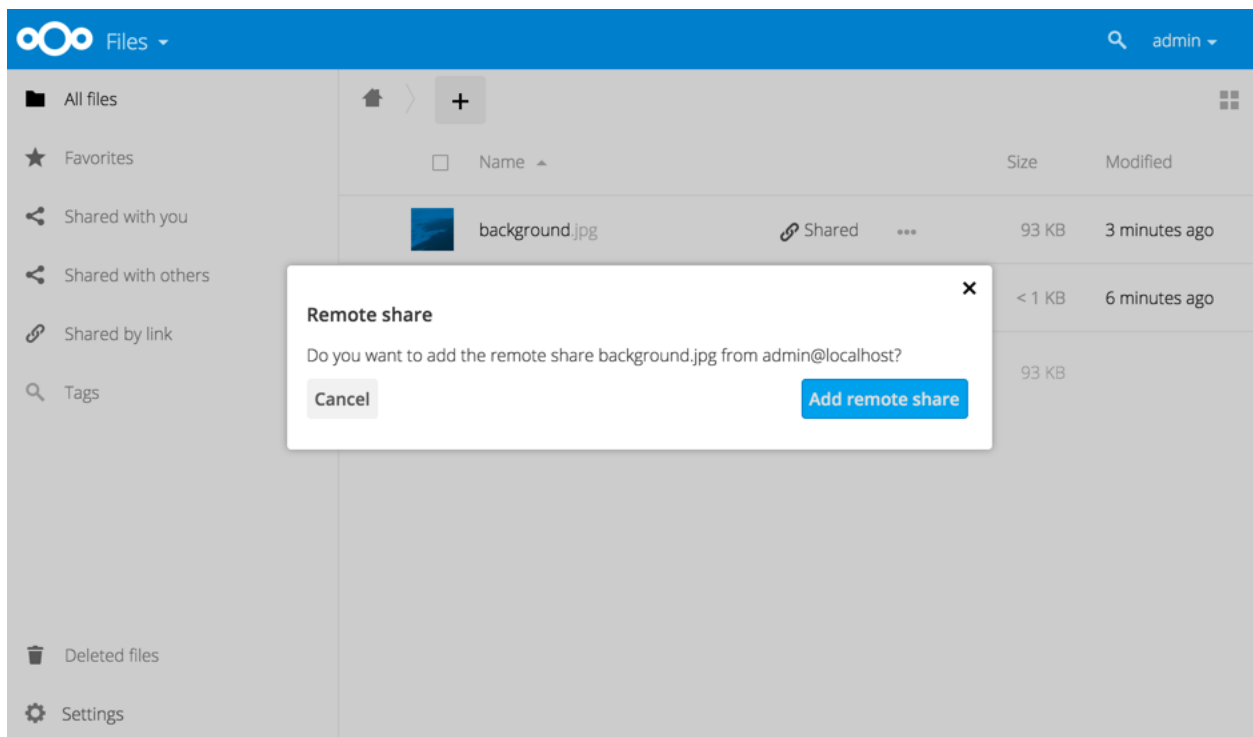 Files
admin
All files
Favorites
Shared with you
Shared with others
Shared by link
Tags
Deleted files
Settings
+
Name
Size
Modified
background.jpg
Shared
93 KB
3 minutes ago
< 1 KB
6 minutes ago
93 KB
Remote share
Do you want to add the remote share background.jpg from admin@localhost?
Cancel
Add remote share